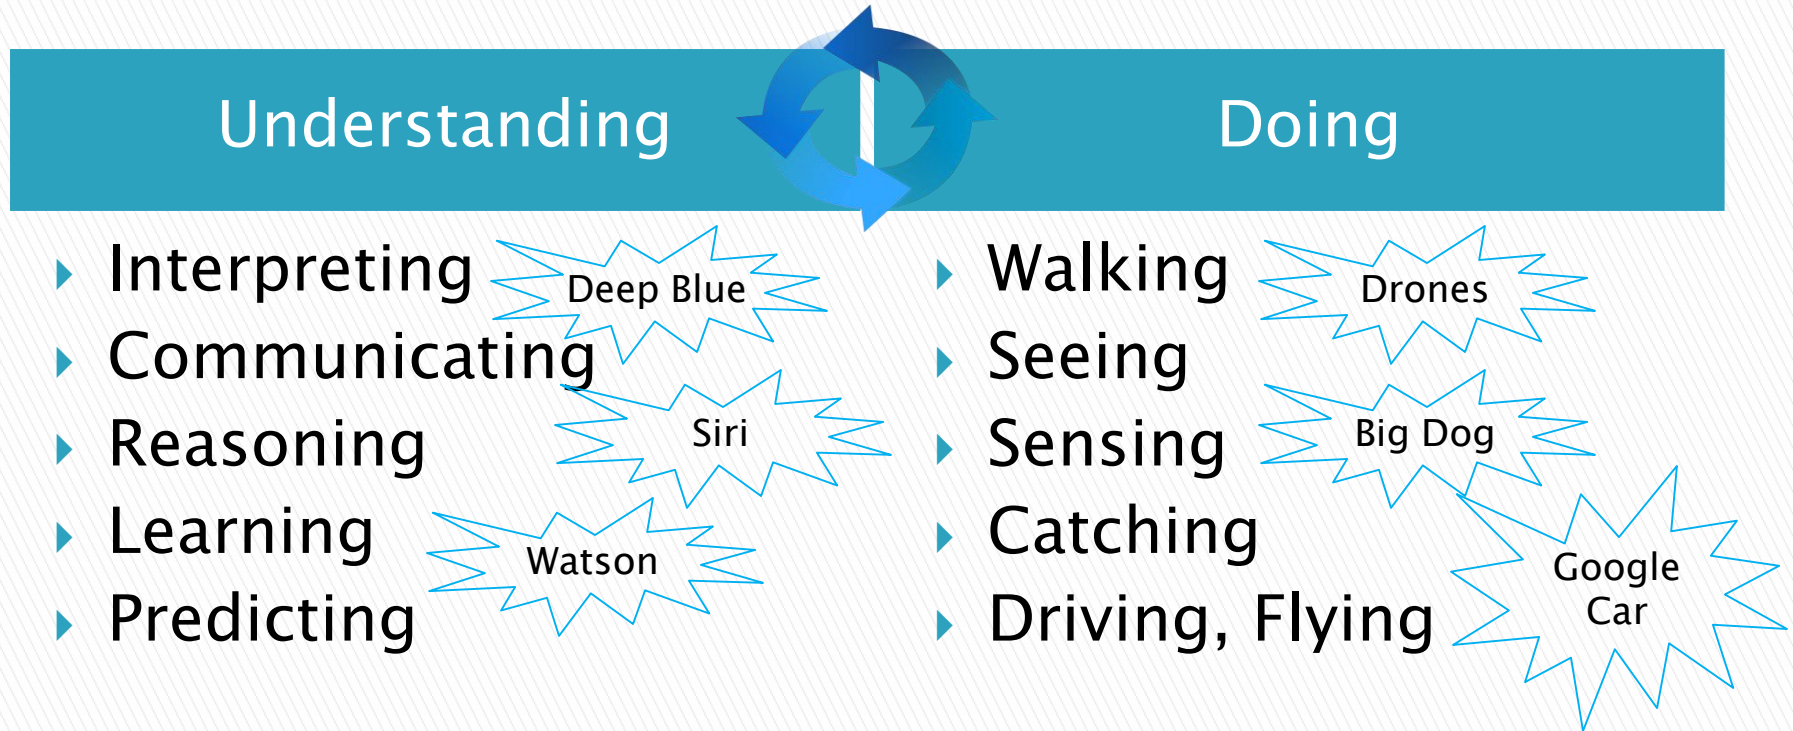 Understanding
Doing
Interpreting
Communicating
Reasoning
Learning
Predicting
Deep Blue
Siri
Watson
Walking
Seeing
Sensing
Catching
Driving, Flying
Drones
Big Dog
Google
Car